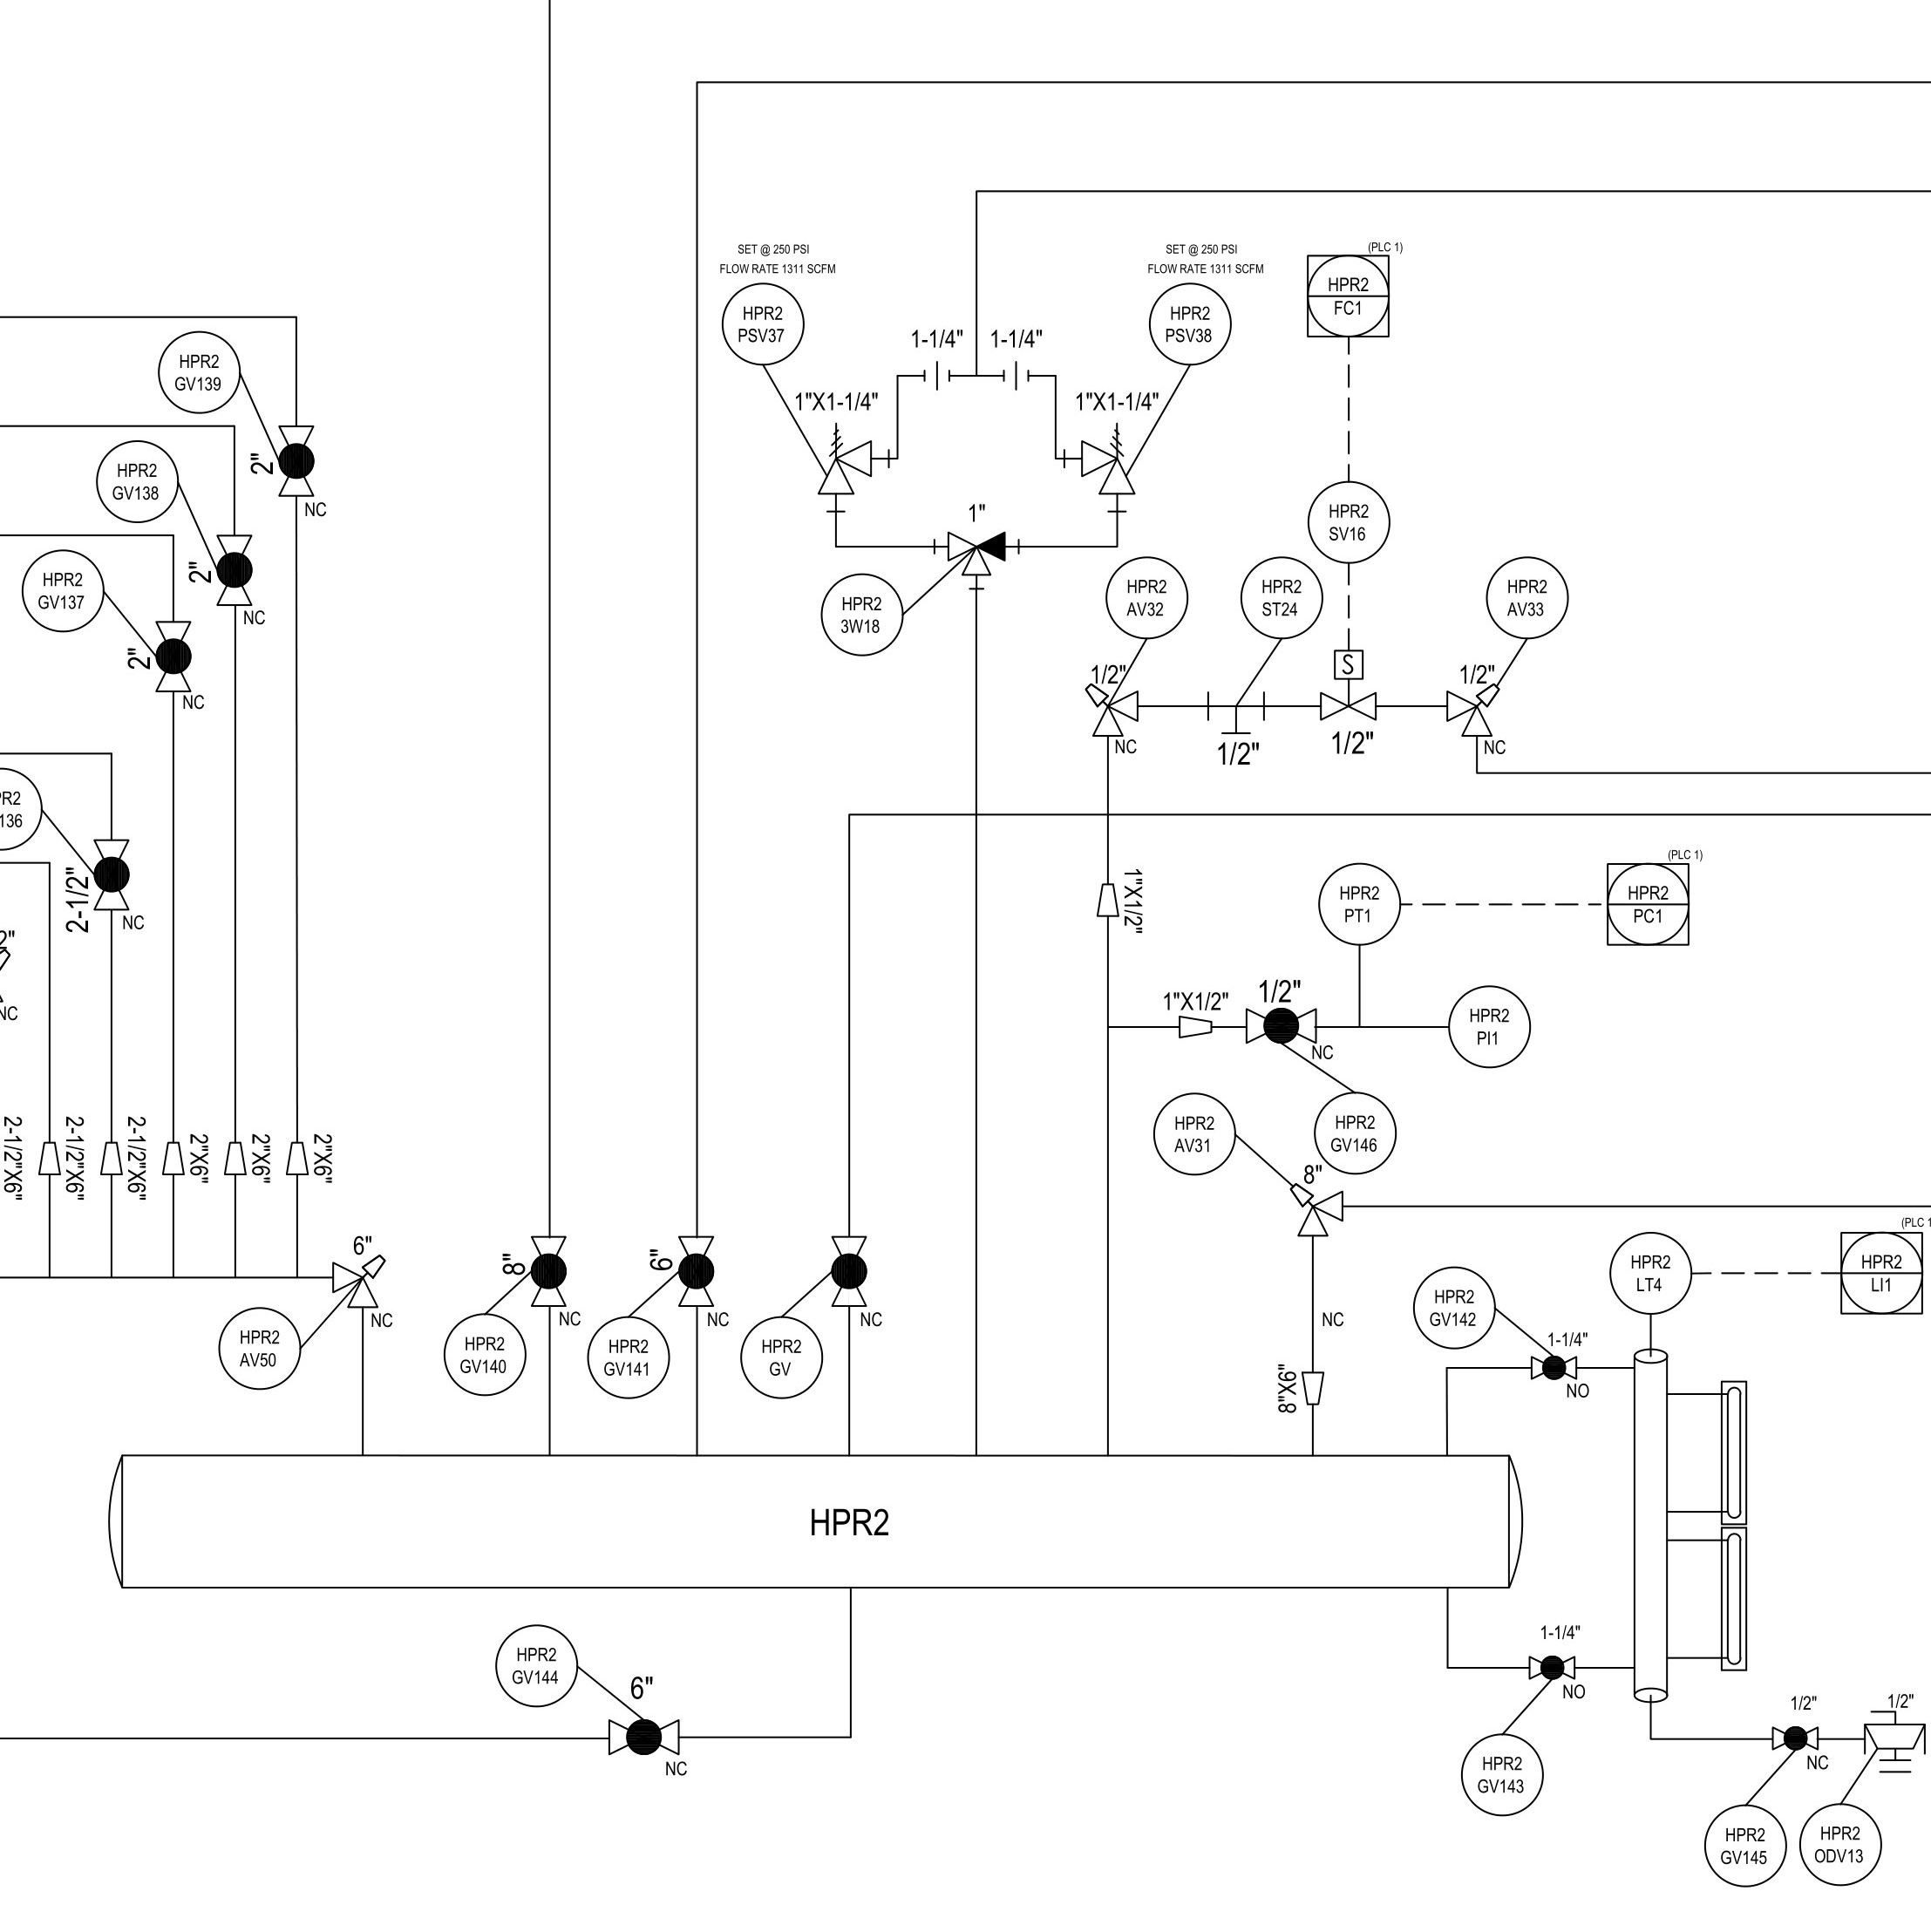 (PLC 1)
SET @ 250 PSI
FLOW RATE 1311 SCFM
SET @ 250 PSI
FLOW RATE 1311 SCFM
HPR2
FC1
HPR2
PSV37
HPR2
PSV38
1-1/4"
1-1/4"
HPR2
GV139
1"X1-1/4"
1"X1-1/4"
2"
HPR2
GV138
NC
1"
HPR2
SV16
2"
HPR2
GV137
NC
HPR2
3W18
HPR2
AV32
HPR2
ST24
HPR2
AV33
2"
NC
1/2"
S
1/2"
NC
1/2"
1/2"
NC
136
2-1/2"
NC
1"X1/2"
(PLC 1)
HPR2
PT1
HPR2
PC1
NC
1"X1/2"
1/2"
NC
HPR2
PI1
HPR2
AV31
HPR2
GV146
2-1/2"X6"
2-1/2"X6"
2-1/2"X6"
2"X6"
2"X6"
2"X6"
8"
(PLC 1
6"
8"
6"
HPR2
LT4
HPR2
LI1
NC
NC
NC
NC
NC
HPR2
AV50
HPR2
GV140
HPR2
GV141
HPR2
GV
HPR2
GV142
1-1/4"
NO
8"X6"
HPR2
HPR2
GV144
6"
NC
1-1/4"
NO
HPR2
GV143
1/2"
1/2"
NC
HPR2
GV145
HPR2
ODV13